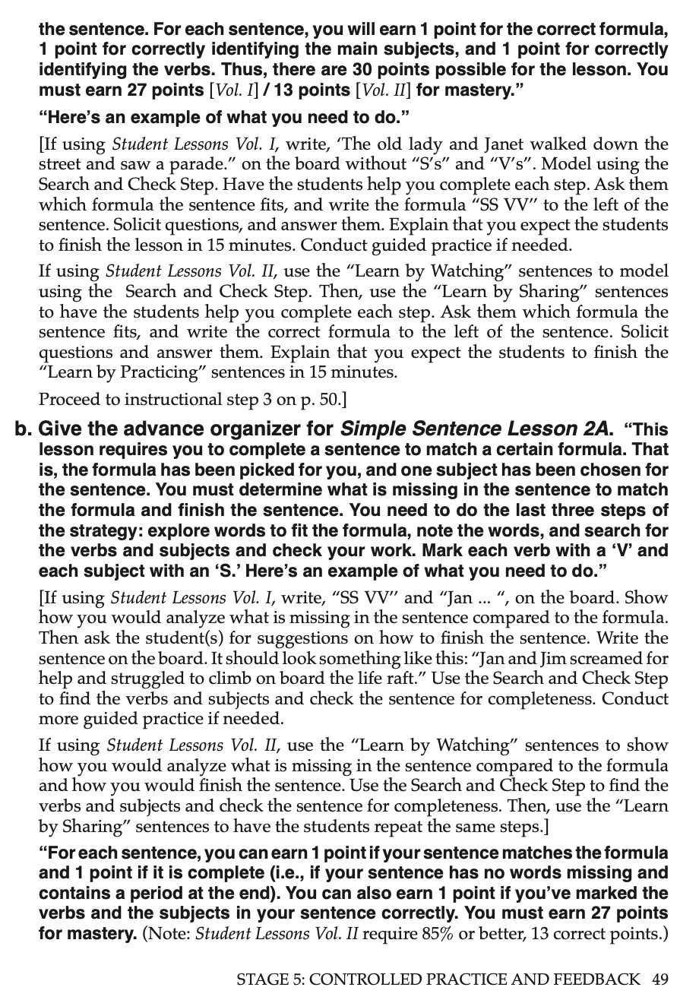 the sentence. For each sentence, you will earn 1 point for the correct formula,
1 point for correctly identifying the main subjects, and 1 point for correctly
identifying the verbs. Thus, there are 30 points possible for the lesson. You
must earn 27 points [Vol. I] / 13 points [Vol. II] for mastery.”
“Here’s an example of what you need to do.”
[If using Student Lessons Vol. I, write, ‘The old lady and Janet walked down the
street and saw a parade.” on the board without “S’s” and “V’s”. Model using the
Search and Check Step. Have the students help you complete each step. Ask them
which formula the sentence fits, and write the formula “SS VV” to the left of the
sentence. Solicit questions, and answer them. Explain that you expect the students
to finish the lesson in 15 minutes. Conduct guided practice if needed.
If using Student Lessons Vol. II, use the “Learn by Watching” sentences to model
using the Search and Check Step. Then, use the “Learn by Sharing” sentences
to have the students help you complete each step. Ask them which formula the
sentence fits, and write the correct formula to the left of the sentence. Solicit
questions and answer them. Explain that you expect the students to finish the
“Learn by Practicing” sentences in 15 minutes.
Proceed to instructional step 3 on p. 50.]
b. Give the advance organizer for Simple Sentence Lesson 2A. “This
lesson requires you to complete a sentence to match a certain formula. That
is, the formula has been picked for you, and one subject has been chosen for
the sentence. You must determine what is missing in the sentence to match
the formula and finish the sentence. You need to do the last three steps of
the strategy: explore words to fit the formula, note the words, and search for
the verbs and subjects and check your work. Mark each verb with a ‘V’ and
each subject with an ‘S.’ Here’s an example of what you need to do.”
[If using Student Lessons Vol. I, write, “SS VV’’ and “Jan ... “, on the board. Show
how you would analyze what is missing in the sentence compared to the formula.
Then ask the student(s) for suggestions on how to finish the sentence. Write the
sentence on the board. It should look something like this: “Jan and Jim screamed for
help and struggled to climb on board the life raft.” Use the Search and Check Step
to find the verbs and subjects and check the sentence for completeness. Conduct
more guided practice if needed.
If using Student Lessons Vol. II, use the “Learn by Watching” sentences to show
how you would analyze what is missing in the sentence compared to the formula
and how you would finish the sentence. Use the Search and Check Step to find the
verbs and subjects and check the sentence for completeness. Then, use the “Learn
by Sharing” sentences to have the students repeat the same steps.]
“For each sentence, you can earn 1 point if your sentence matches the formula
and 1 point if it is complete (i.e., if your sentence has no words missing and
contains a period at the end). You can also earn 1 point if you’ve marked the
verbs and the subjects in your sentence correctly. You must earn 27 points
for mastery. (Note: Student Lessons Vol. II require 85% or better, 13 correct points.)
STAGE 5: CONTROLLED PRACTICE AND FEEDBACK 49